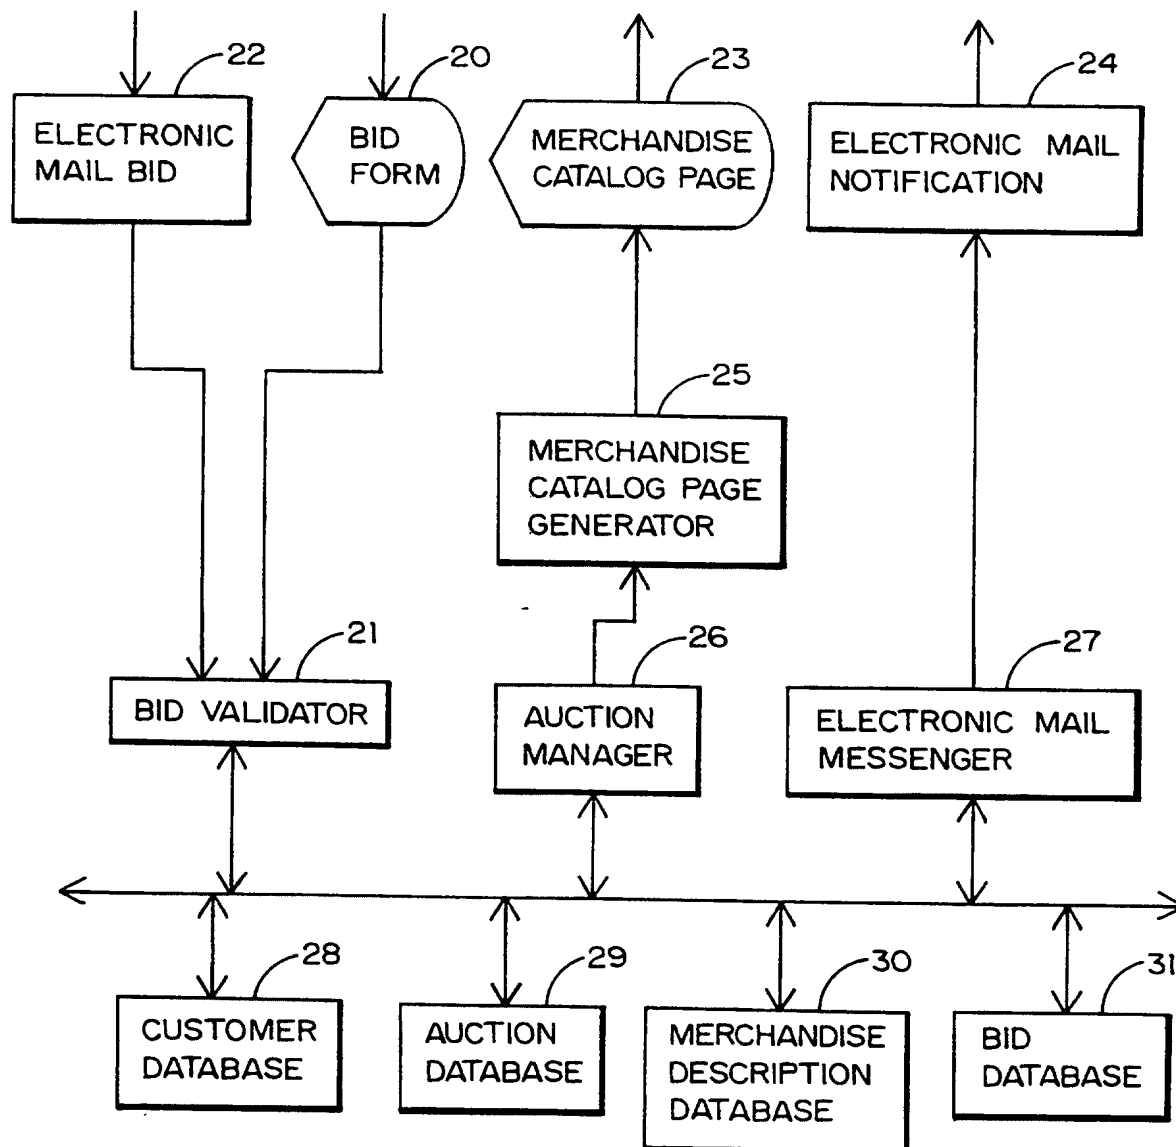 22
ELECTRONIC
MAIL BID
20
BID
FORM
23
MERCHANDISE
CATALOG PAGE
24
ELECTRONIC MAIL
NOTIFICATION
25
MERCHANDISE
CATALOG PAGE
GENERATOR
21
BID VALIDATOR
26
AUCTION
MANAGER
27
ELECTRONIC MAIL
MESSENGER
28
CUSTOMER
DATABASE
29
AUCTION
DATABASE
30
MERCHANDISE
DESCRIPTION
DATABASE
31
BID
DATABASE